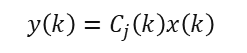 y(k) = C_j(k)x(k)